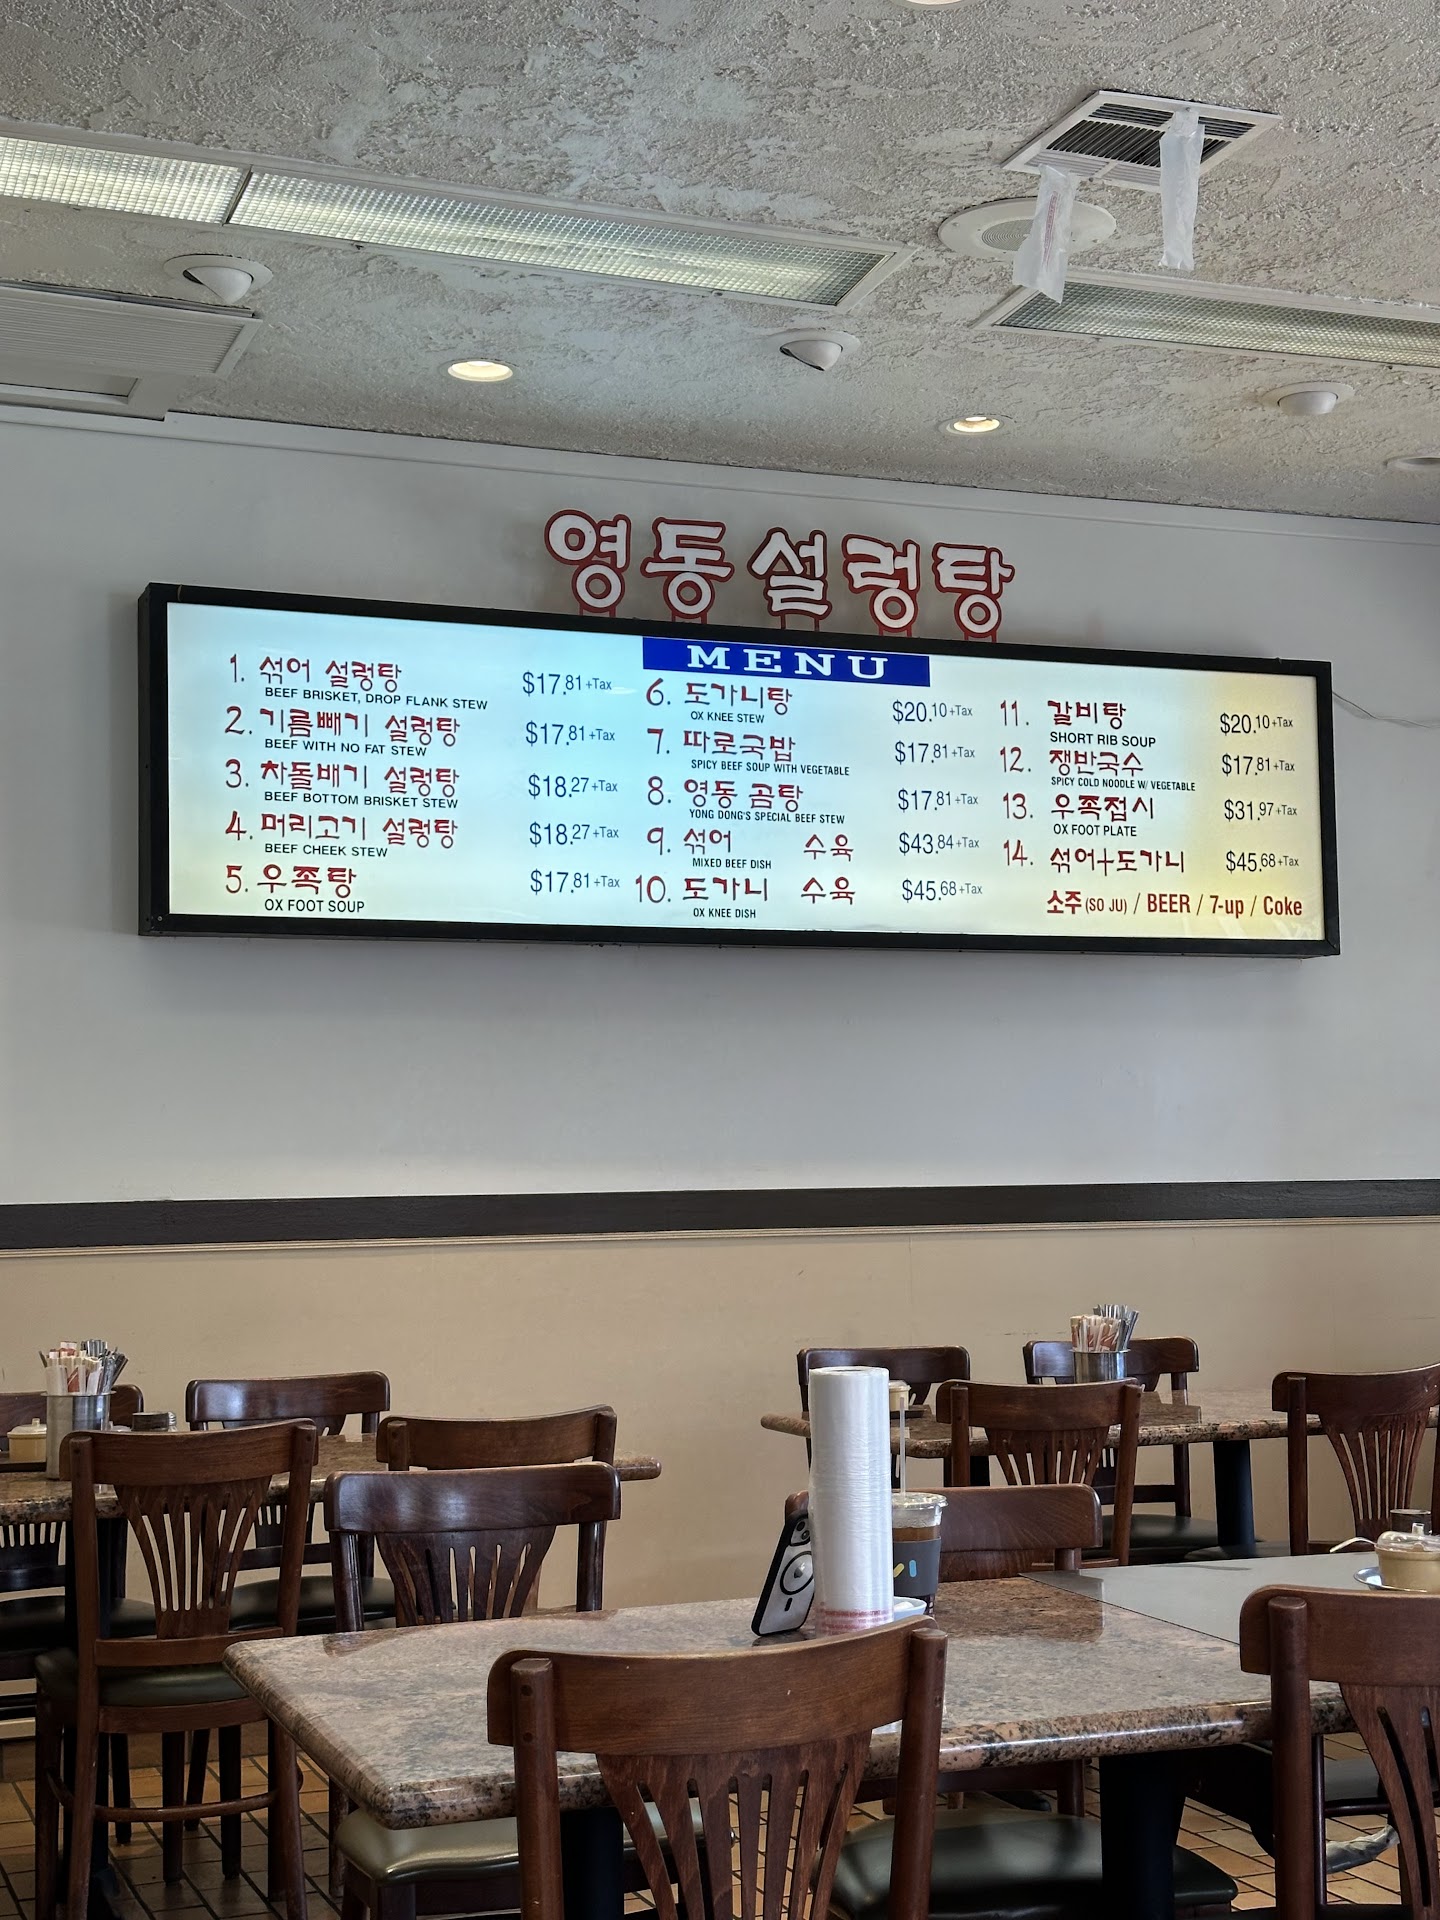 영동설렁탕
MENU
1. 섞어 설렁탕 $17.81+Tax
BEEF BRISKET, DROP FLANK STEW
2. 기름빼기 설렁탕 $17.81+Tax
BEEF WITH NO FAT STEW
3. 차돌배기 설렁탕 $18.27+Tax
BEEF BOTTOM BRISKET STEW
4. 머리고기 설렁탕 $18.27+Tax
BEEF CHEEK STEW
5. 우족탕 $17.81+Tax
OX FOOT SOUP
6. 도가니탕 $20.10+Tax
OX KNEE STEW
7. 따로국밥 $17.81+Tax
SPICY BEEF SOUP WITH VEGETABLE
8. 영동 곰탕 $17.81+Tax
YONG DONG'S SPECIAL BEEF STEW
9. 섞어 수육 $43.84+Tax
MIXED BEEF DISH
10. 도가니 수육 $45.68+Tax
OX KNEE DISH
11. 갈비탕 $20.10+Tax
SHORT RIB SOUP
12. 쟁반국수 $17.81+Tax
SPICY COLD NOODLE W/ VEGETABLE
13. 우족접시 $31.97+Tax
OX FOOT PLATE
14. 섞어+도가니 $45.68+Tax
소주(SO JU) / BEER / 7-up / Coke